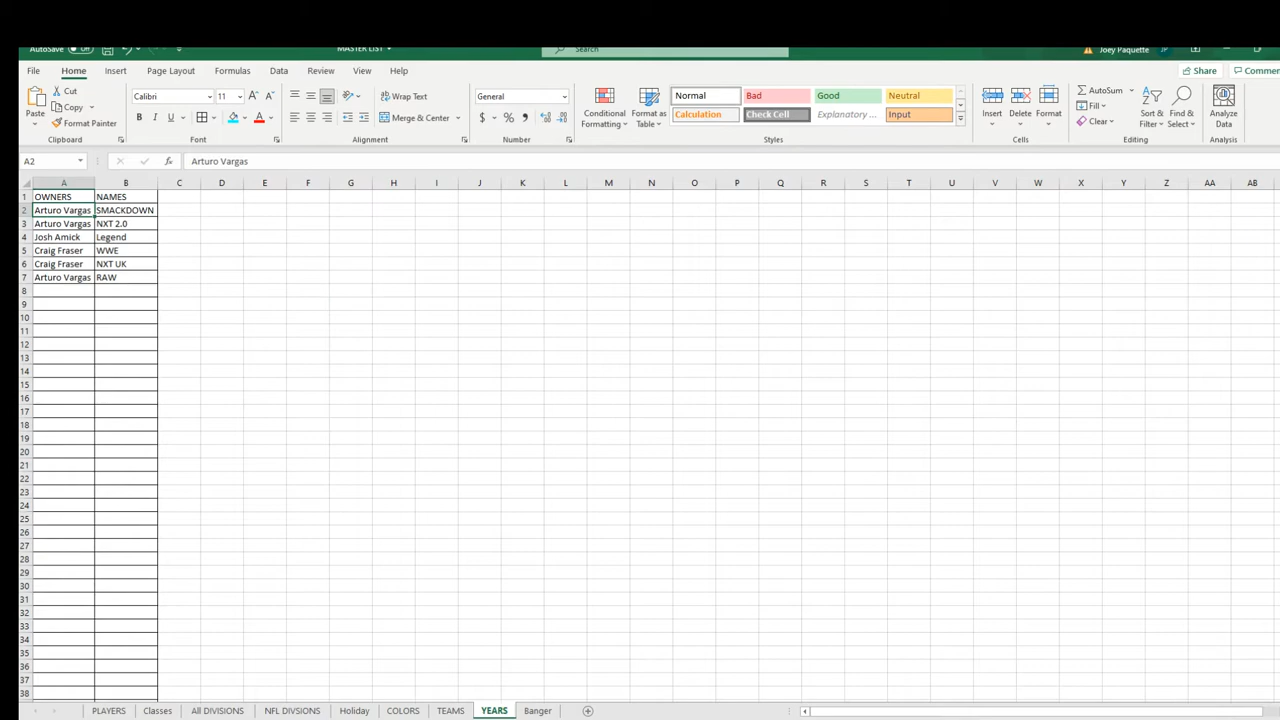 AutoSave Off MASTER LIST Search Joey Paquette JP
File Home Insert Page Layout Formulas Data Review View Help Share Commen
Paste Cut Copy Format Painter Clipboard
Calibri 11 A A B I U A Font
Wrap Text Merge & Center Alignment
General $ % 9 Number
Conditional Formatting Format as Table
Normal Bad Good Neutral
Calculation Check Cell Explanatory ... Input
Styles
Insert Delete Format Cells
AutoSum Fill Clear Sort & Filter Find & Select Editing
Analyze Data Analysis
A2 fx Arturo Vargas
A B C D E F G H I J K L M N O P Q R S T U V W X Y Z AA AB
1 OWNERS NAMES
2 Arturo Vargas SMACKDOWN
3 Arturo Vargas NXT 2.0
4 Josh Amick Legend
5 Craig Fraser WWE
6 Craig Fraser NXT UK
7 Arturo Vargas RAW
8
9
10
11
12
13
14
15
16
17
18
19
20
21
22
23
24
25
26
27
28
29
30
31
32
33
34
35
36
37
38
PLAYERS Classes All DIVISIONS NFL DIVSIONS Holiday COLORS TEAMS YEARS Banger